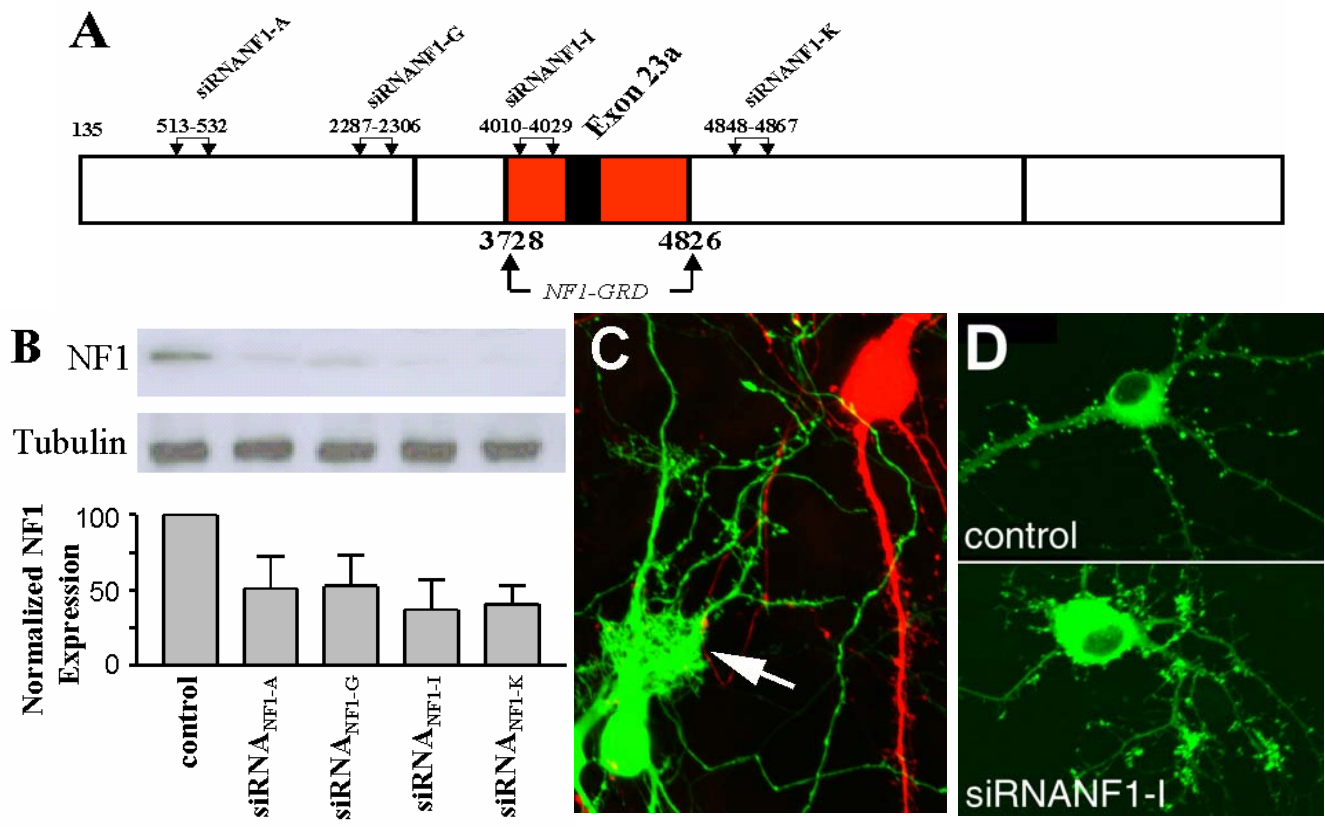 A
siRNANF1-A
siRNANF1-G
siRNANF1-I
Exon 23a
siRNANF1-K
135
513-532
2287-2306
4010-4029
4848-4867
3728
4826
NF1-GRD
B
NF1
Tubulin
Normalized NF1
Expression
100
50
0
control
siRNANF1-A
siRNANF1-G
siRNANF1-I
siRNANF1-K
C
D
control
siRNANF1-I